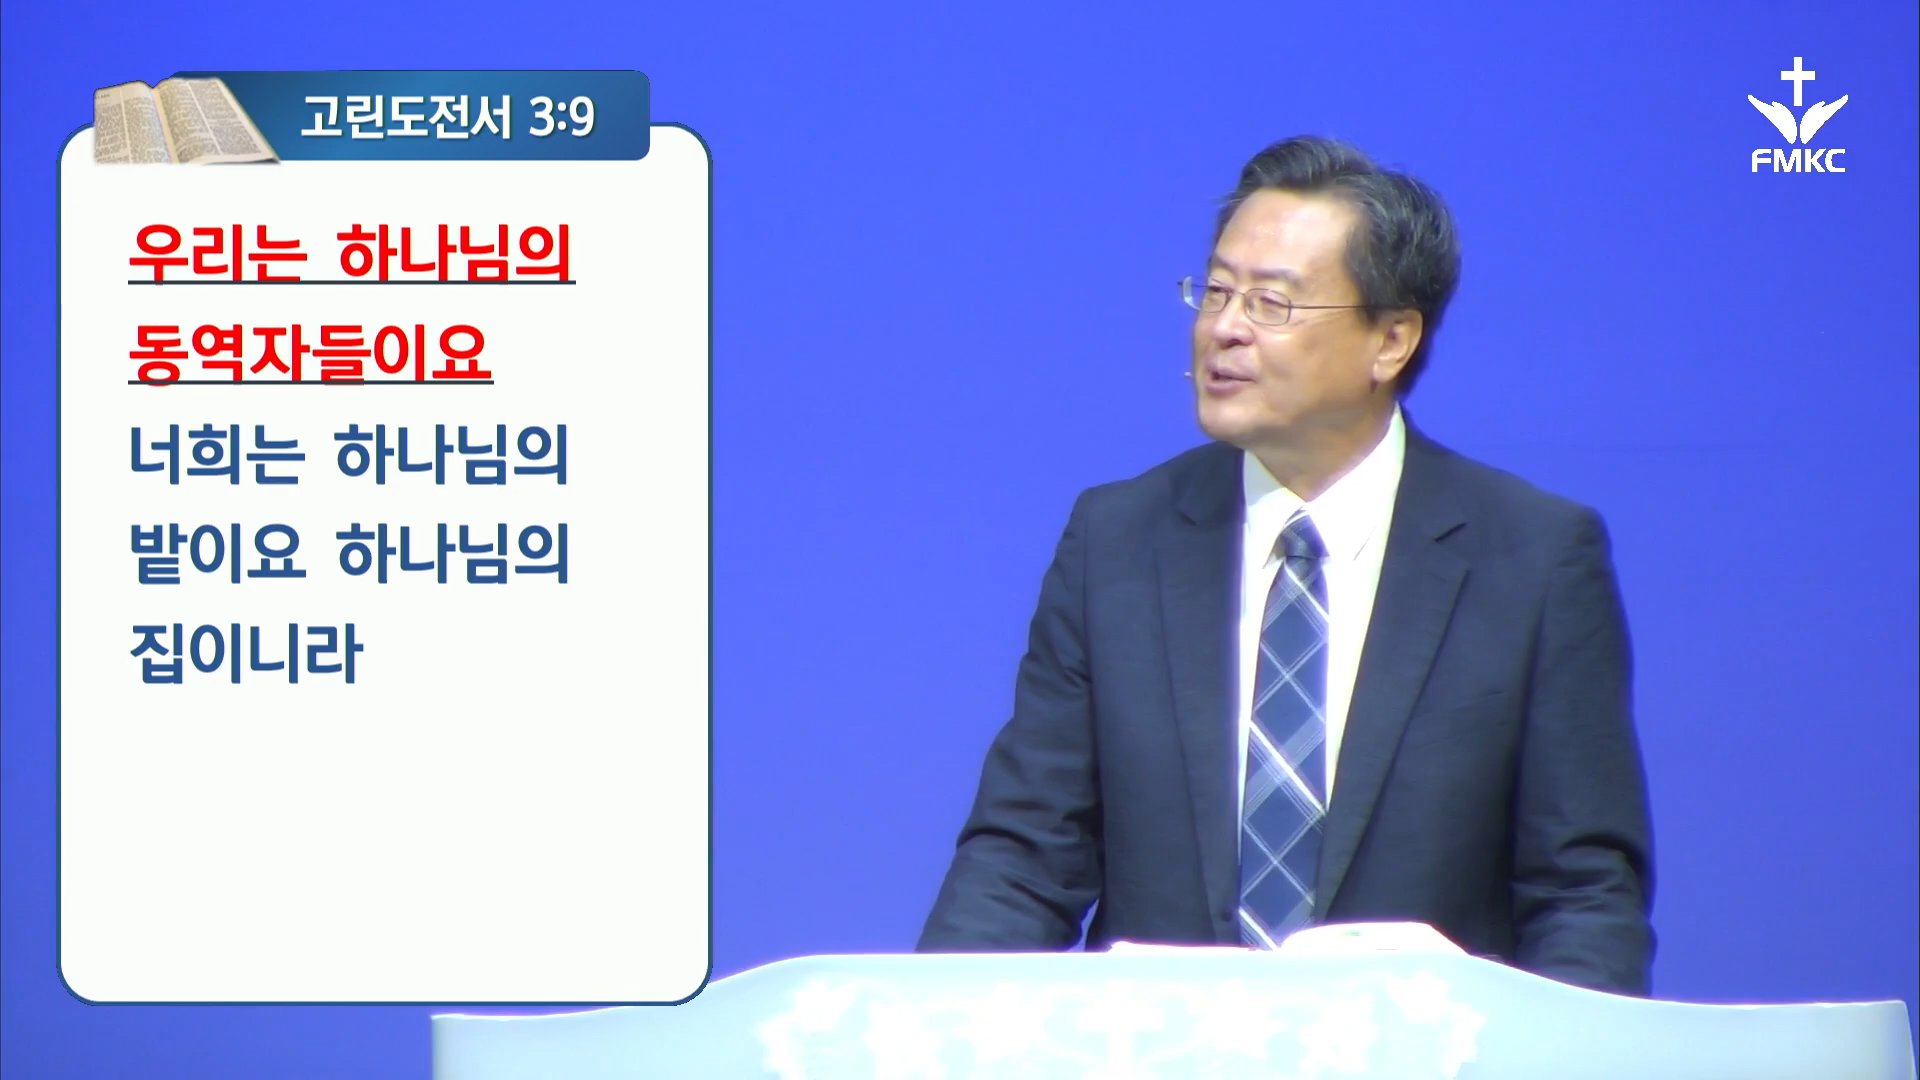 고린도전서 3:9
우리는 하나님의
동역자들이요
너희는 하나님의
밭이요 하나님의
집이니라
FMKC